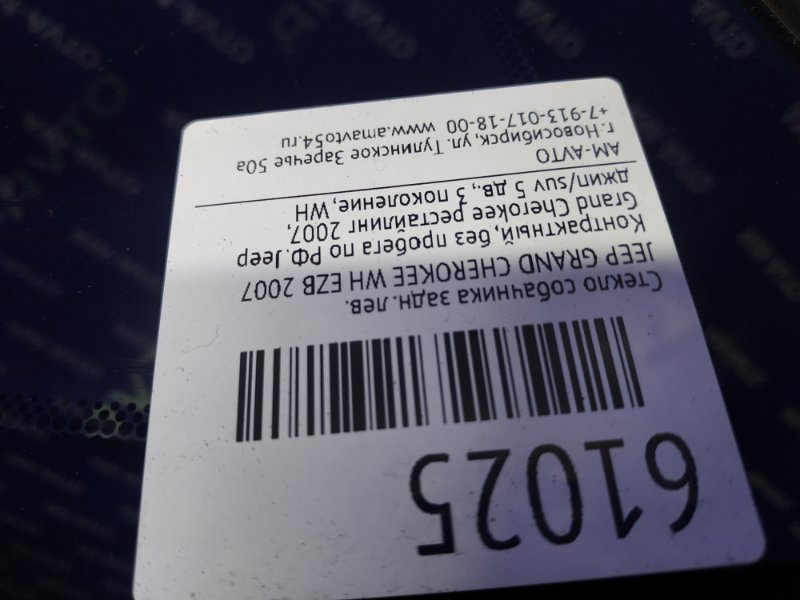 61025
Стекло собачника задн. лев.
JEEP GRAND CHEROKEE WH EZB 2007
Контрактный, без пробега по РФ. Jeep
Grand Cherokee рестайлинг 2007,
джип/suv 5 дв., 3 поколение, WH
AM-AVTO
г.Новосибирск, ул. Тулинское Заречье 50а
+7-913-017-18-00 www.amavto54.ru